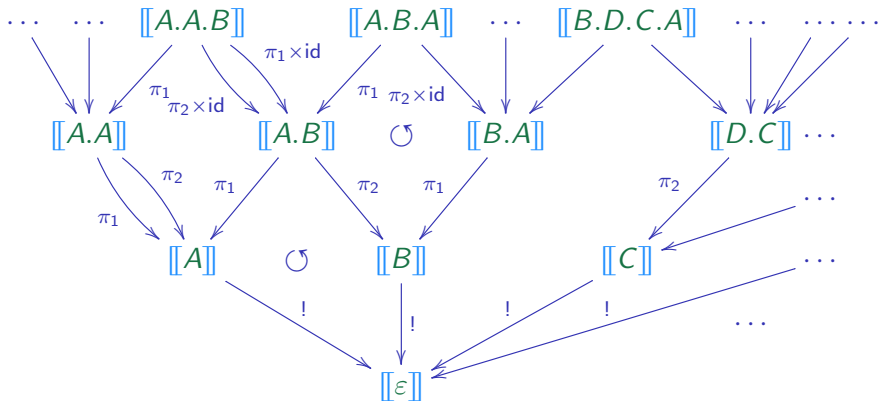 ⋯ ⋯ ⟦A.A.B⟧ ⟦A.B.A⟧ ⋯ ⟦B.D.C.A⟧ ⋯ ⋯ ⋯
π₁×id
π₁ π₂×id π₁ π₂×id
⟦A.A⟧ ⟦A.B⟧ ↺ ⟦B.A⟧ ⟦D.C⟧ ⋯
π₁ π₂ π₁ π₂ π₁ π₂
⋯
⟦A⟧ ↺ ⟦B⟧ ⟦C⟧ ⋯
! ! ! !
⋯
⟦ε⟧